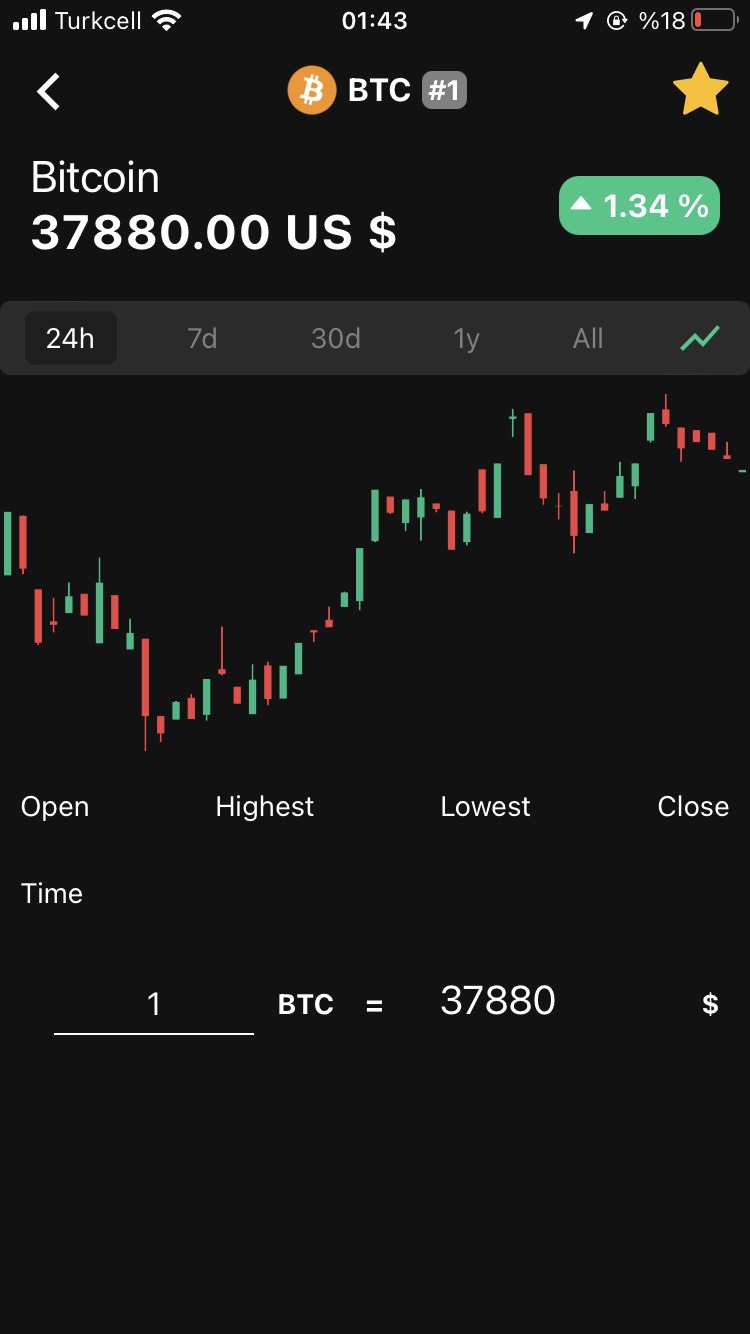 Turkcell 01:43 %18
BTC #1
Bitcoin
37880.00 US $
1.34 %
24h 7d 30d 1y All
Open Highest Lowest Close
Time
1 BTC = 37880 $